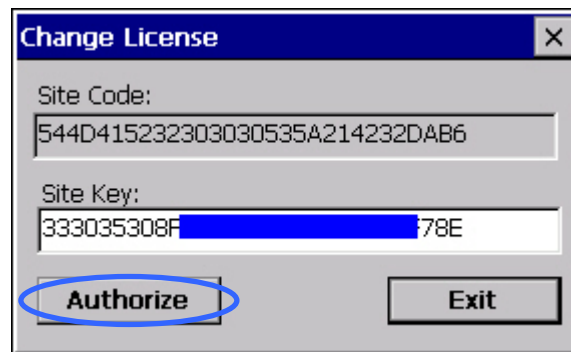 Change License
Site Code:
544D415232303030535A214232DAB6
Site Key:
333035308F 78E
Authorize
Exit